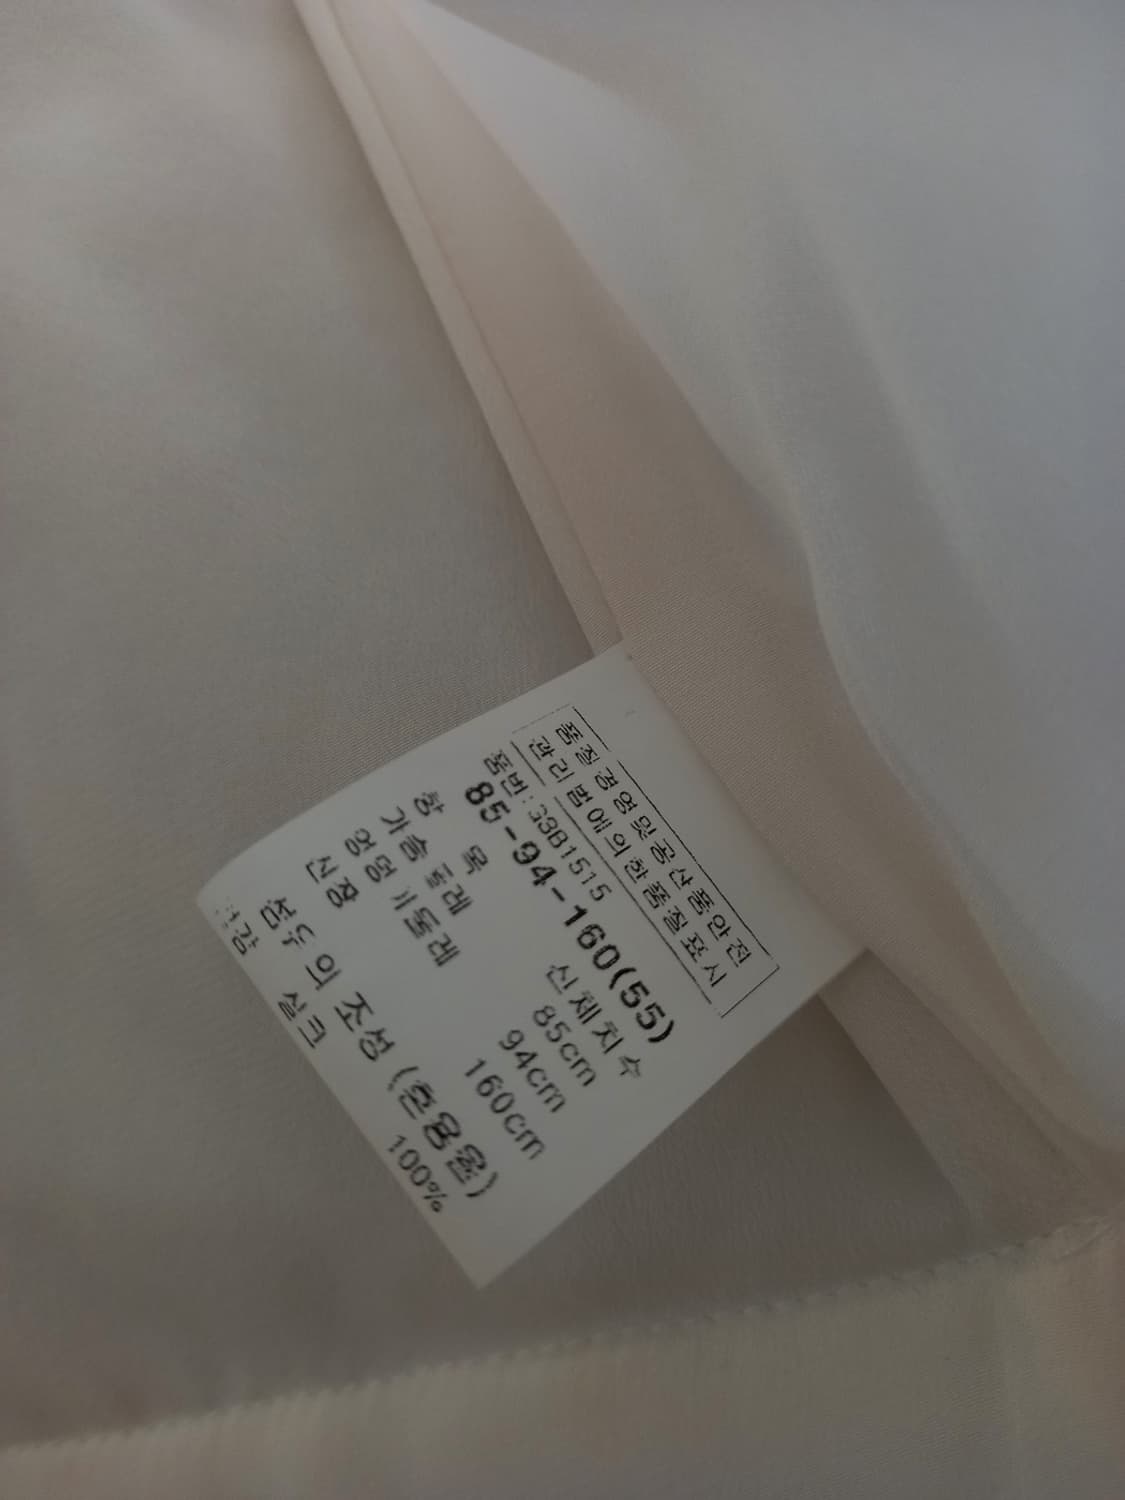 품질경영및공산품안전
관리법에의한품질표시
품번:G3B1515
85-94-160(55)
항 목 신체치수
가슴둘레 85cm
엉덩이둘레 94cm
신장 160cm
섬유의 조성(혼용율)
겉감 실크 100%